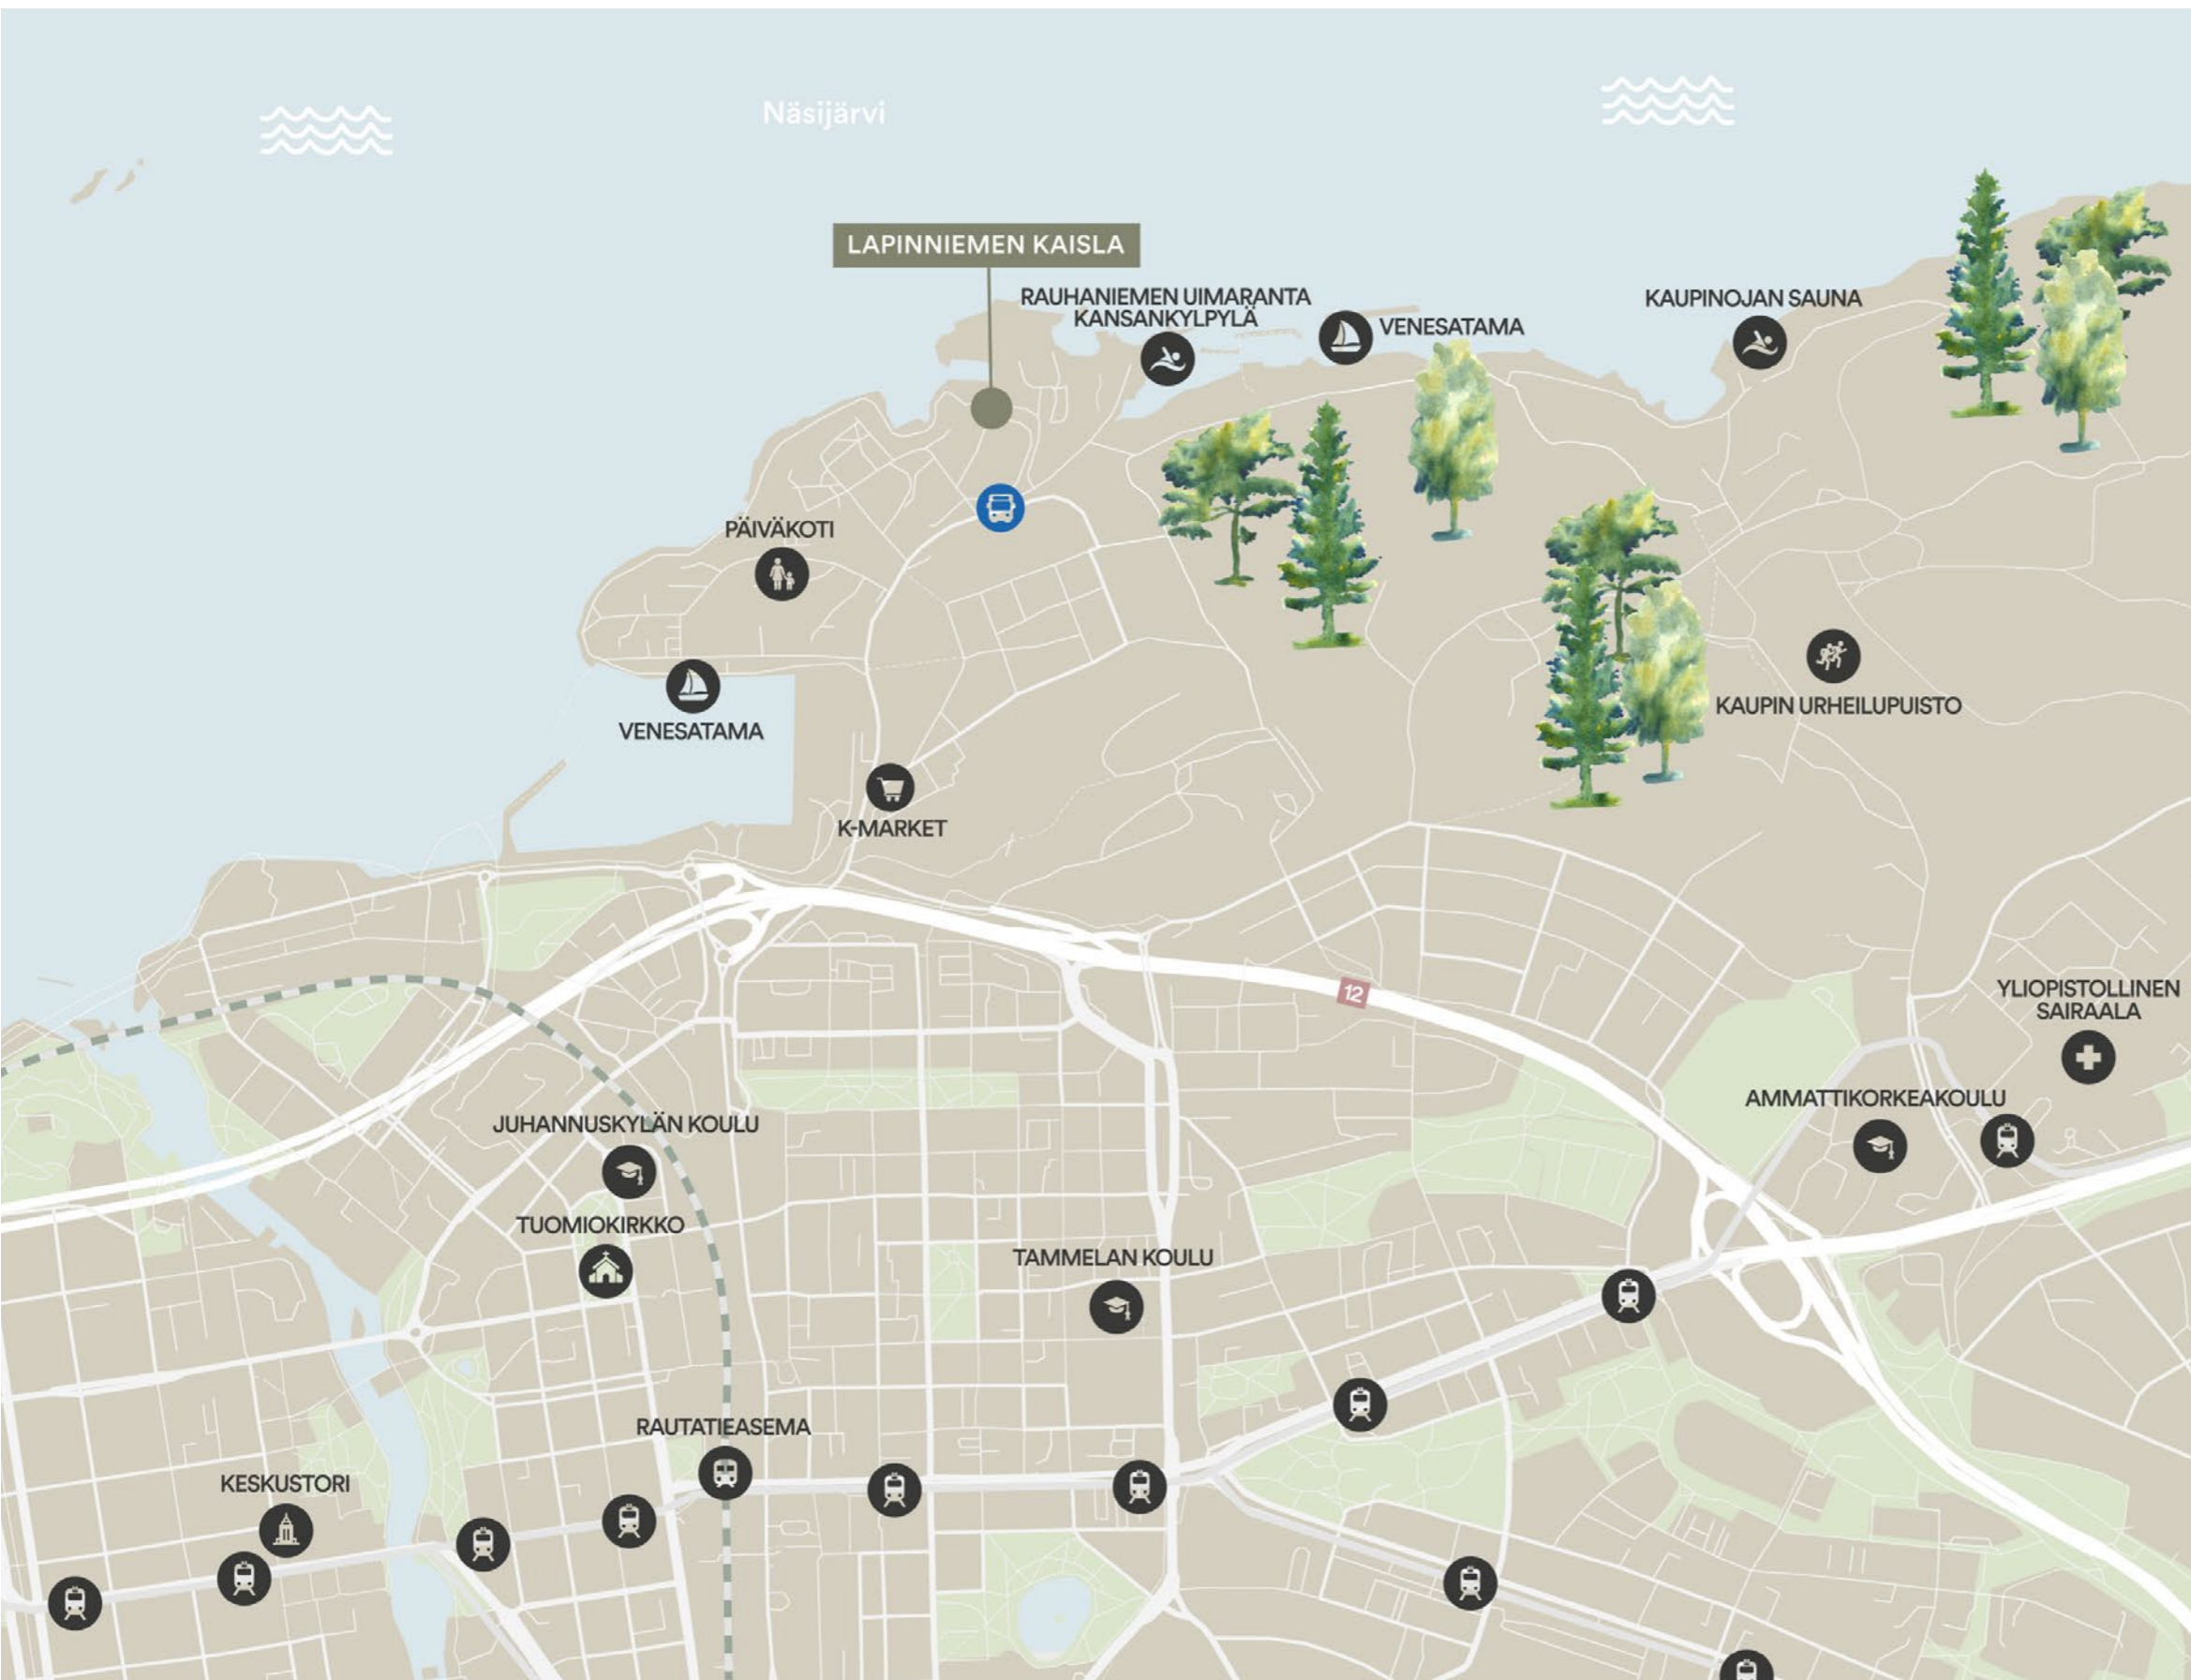 Näsijärvi
LAPINNIEMEN KAISLA
RAUHANIEMEN UIMARANTA
KANSANKYLPYLÄ
VENESATAMA
KAUPINOJAN SAUNA
PÄIVÄKOTI
VENESATAMA
KAUPIN URHEILUPUISTO
K-MARKET
12
YLIOPISTOLLINEN
SAIRAALA
AMMATTIKORKEAKOULU
JUHANNUSKYLÄN KOULU
TUOMIOKIRKKO
TAMMELAN KOULU
RAUTATIEASEMA
KESKUSTORI